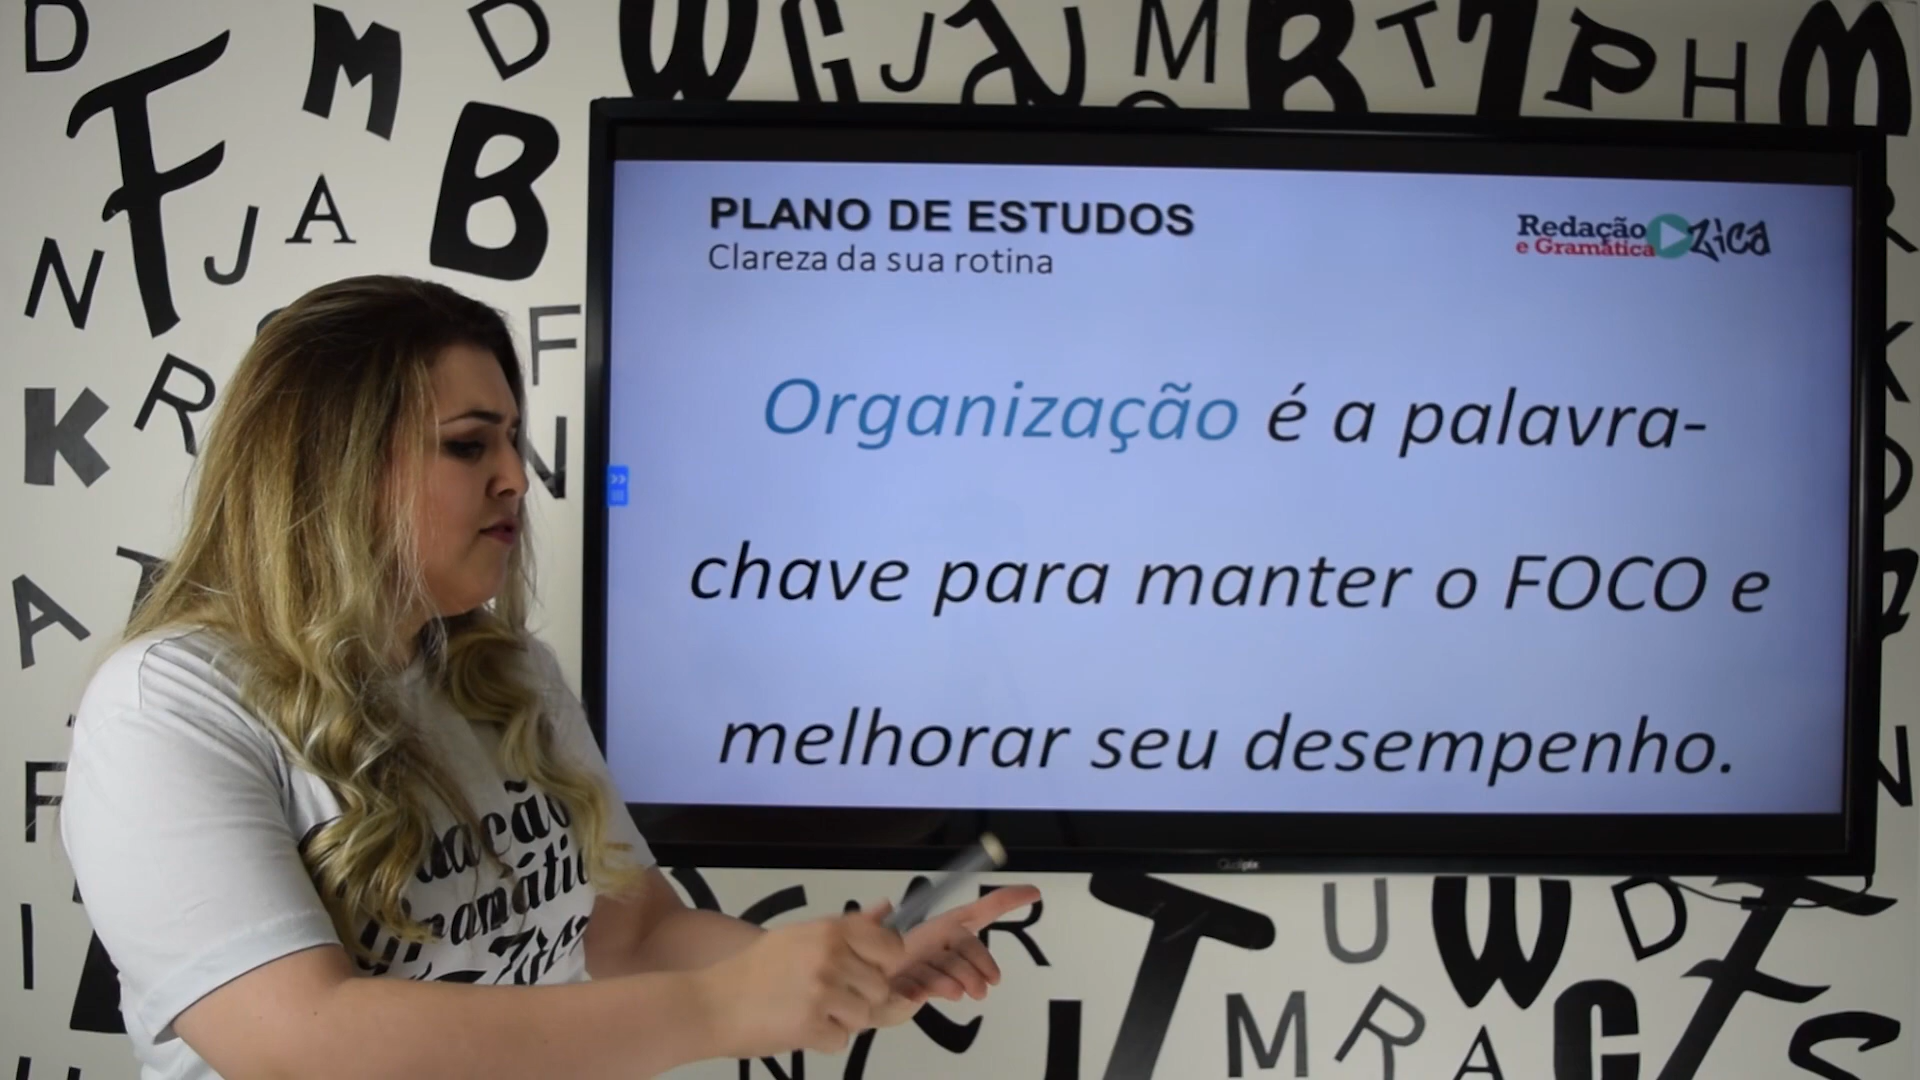 PLANO DE ESTUDOS
Clareza da sua rotina
Redação
e Gramática
Zica
Organização é a palavra-
chave para manter o FOCO e
melhorar seu desempenho.